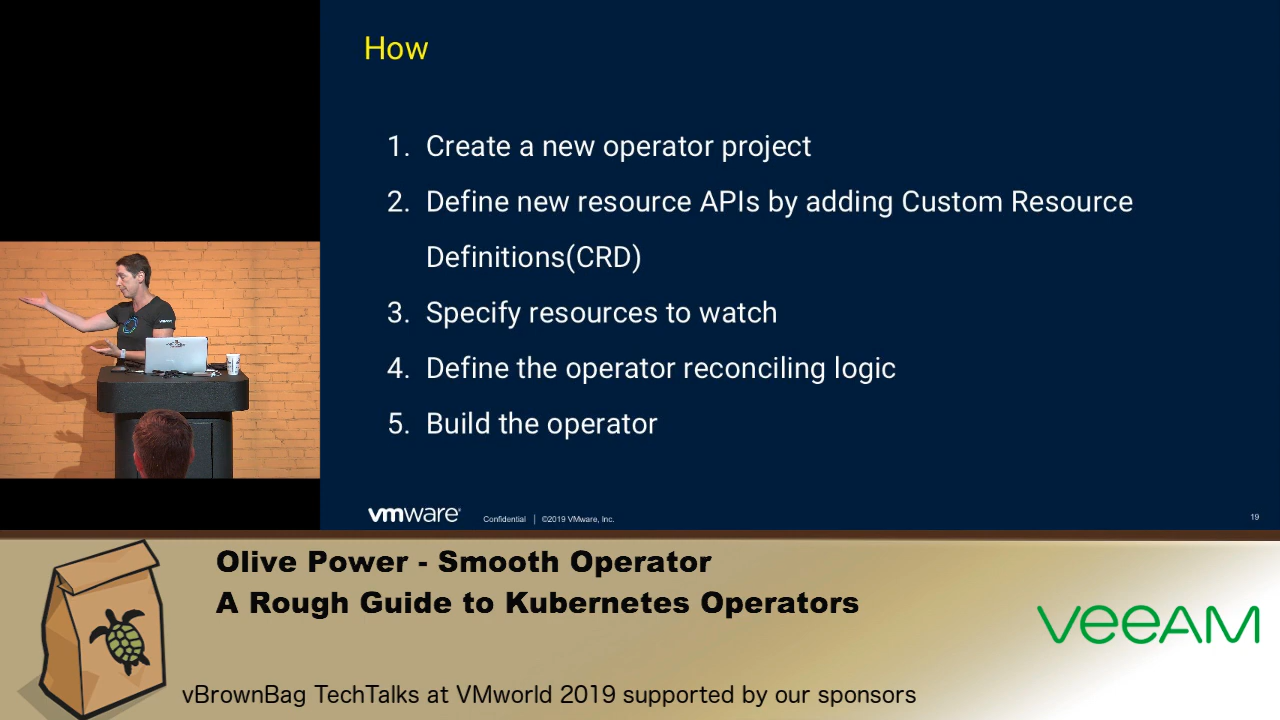 How
1. Create a new operator project
2. Define new resource APIs by adding Custom Resource
Definitions(CRD)
3. Specify resources to watch
4. Define the operator reconciling logic
5. Build the operator
vmware®
Confidential | ©2019 VMware, Inc.
19
Olive Power - Smooth Operator
A Rough Guide to Kubernetes Operators
veeAM
vBrownBag TechTalks at VMworld 2019 supported by our sponsors